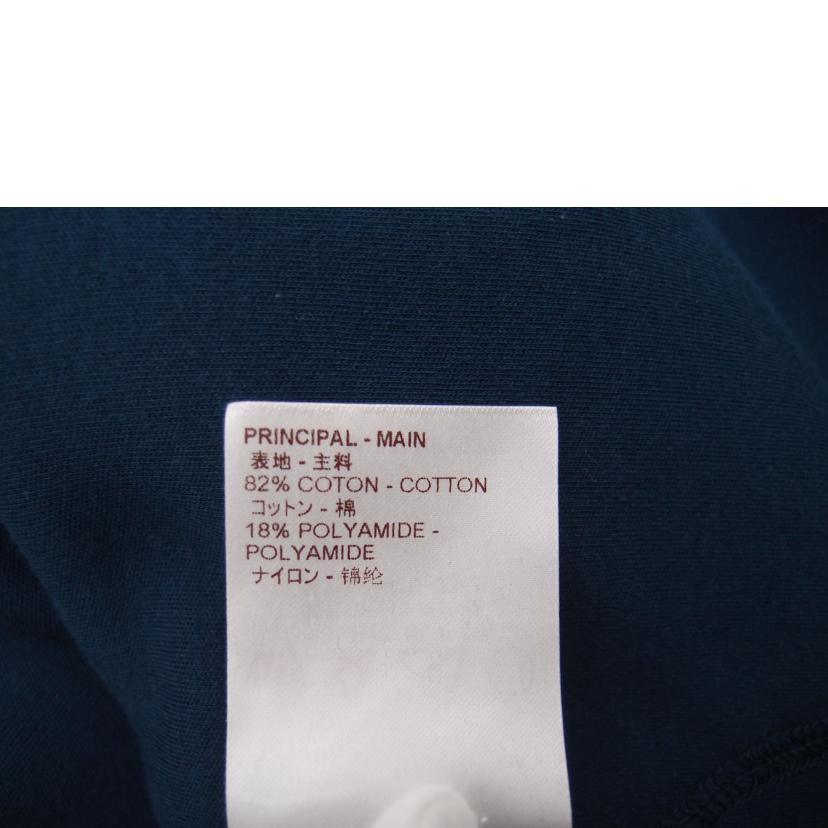 PRINCIPAL - MAIN
表地 - 主料
82% COTON - COTTON
コットン - 棉
18% POLYAMIDE -
POLYAMIDE
ナイロン - 锦纶